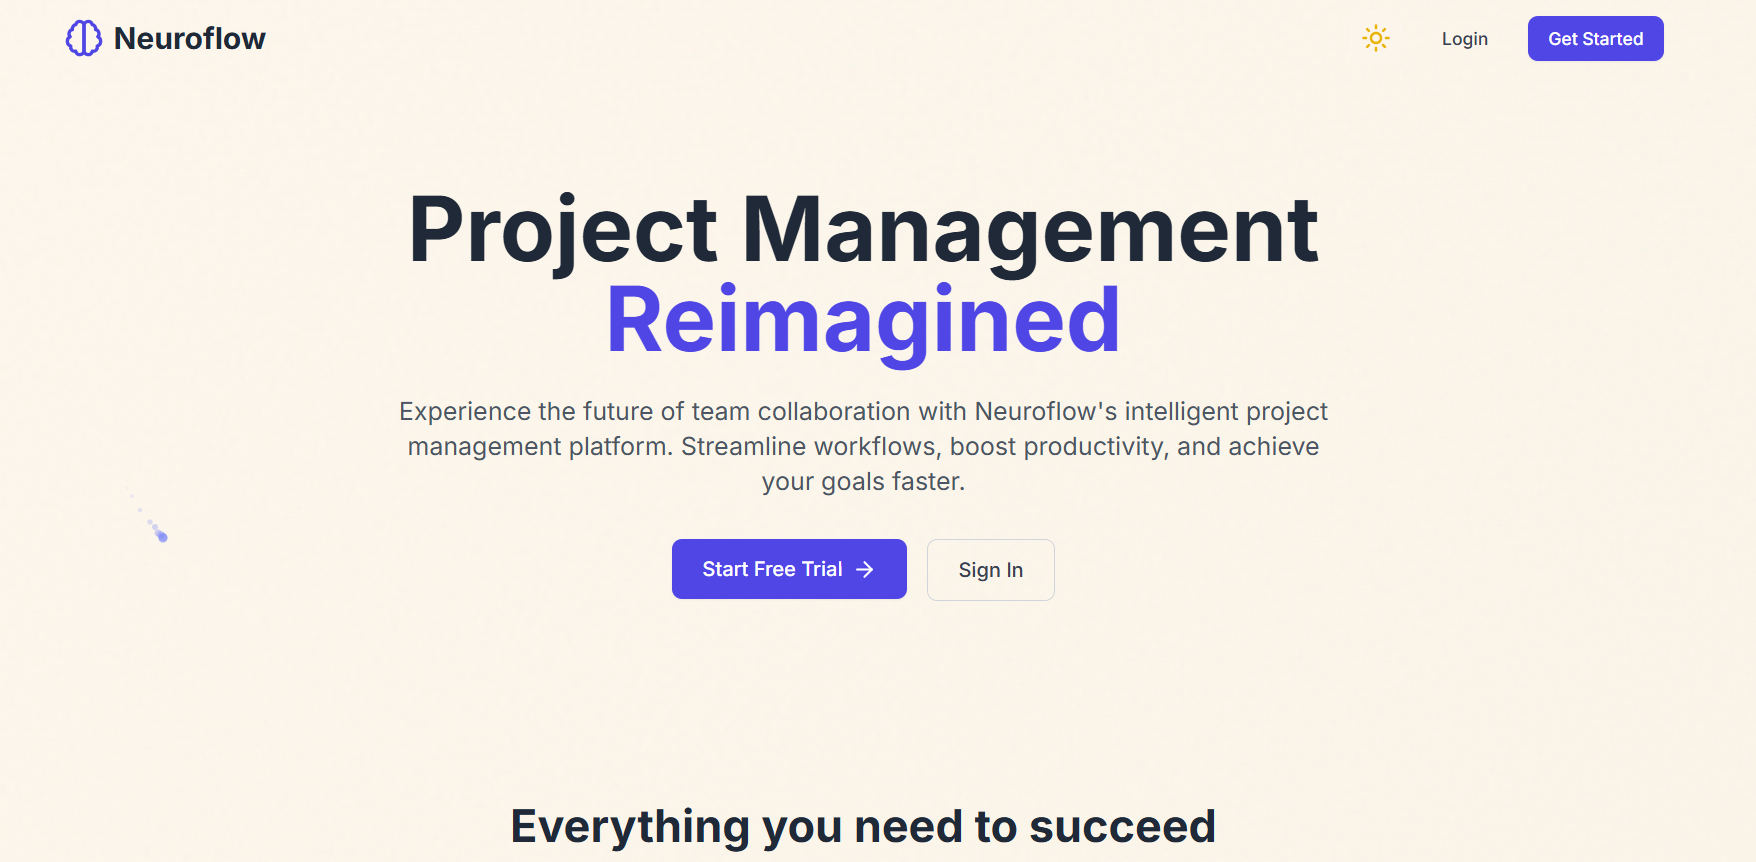 Neuroflow
Login
Get Started
Project Management
Reimagined
Experience the future of team collaboration with Neuroflow's intelligent project
management platform. Streamline workflows, boost productivity, and achieve
your goals faster.
Start Free Trial
Sign In
Everything you need to succeed